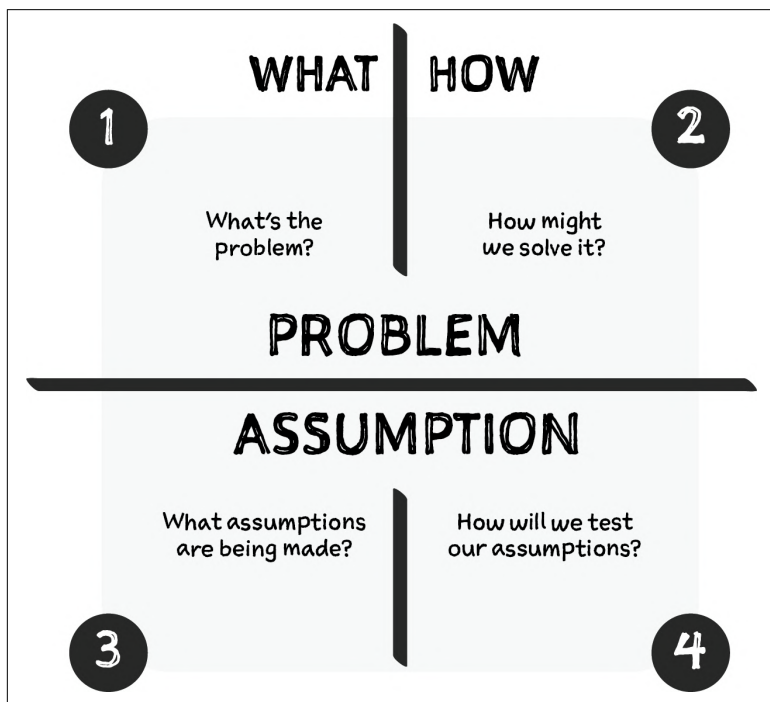 WHAT HOW
1
2
What's the
problem?
How might
we solve it?
PROBLEM
ASSUMPTION
What assumptions
are being made?
How will we test
our assumptions?
3
4